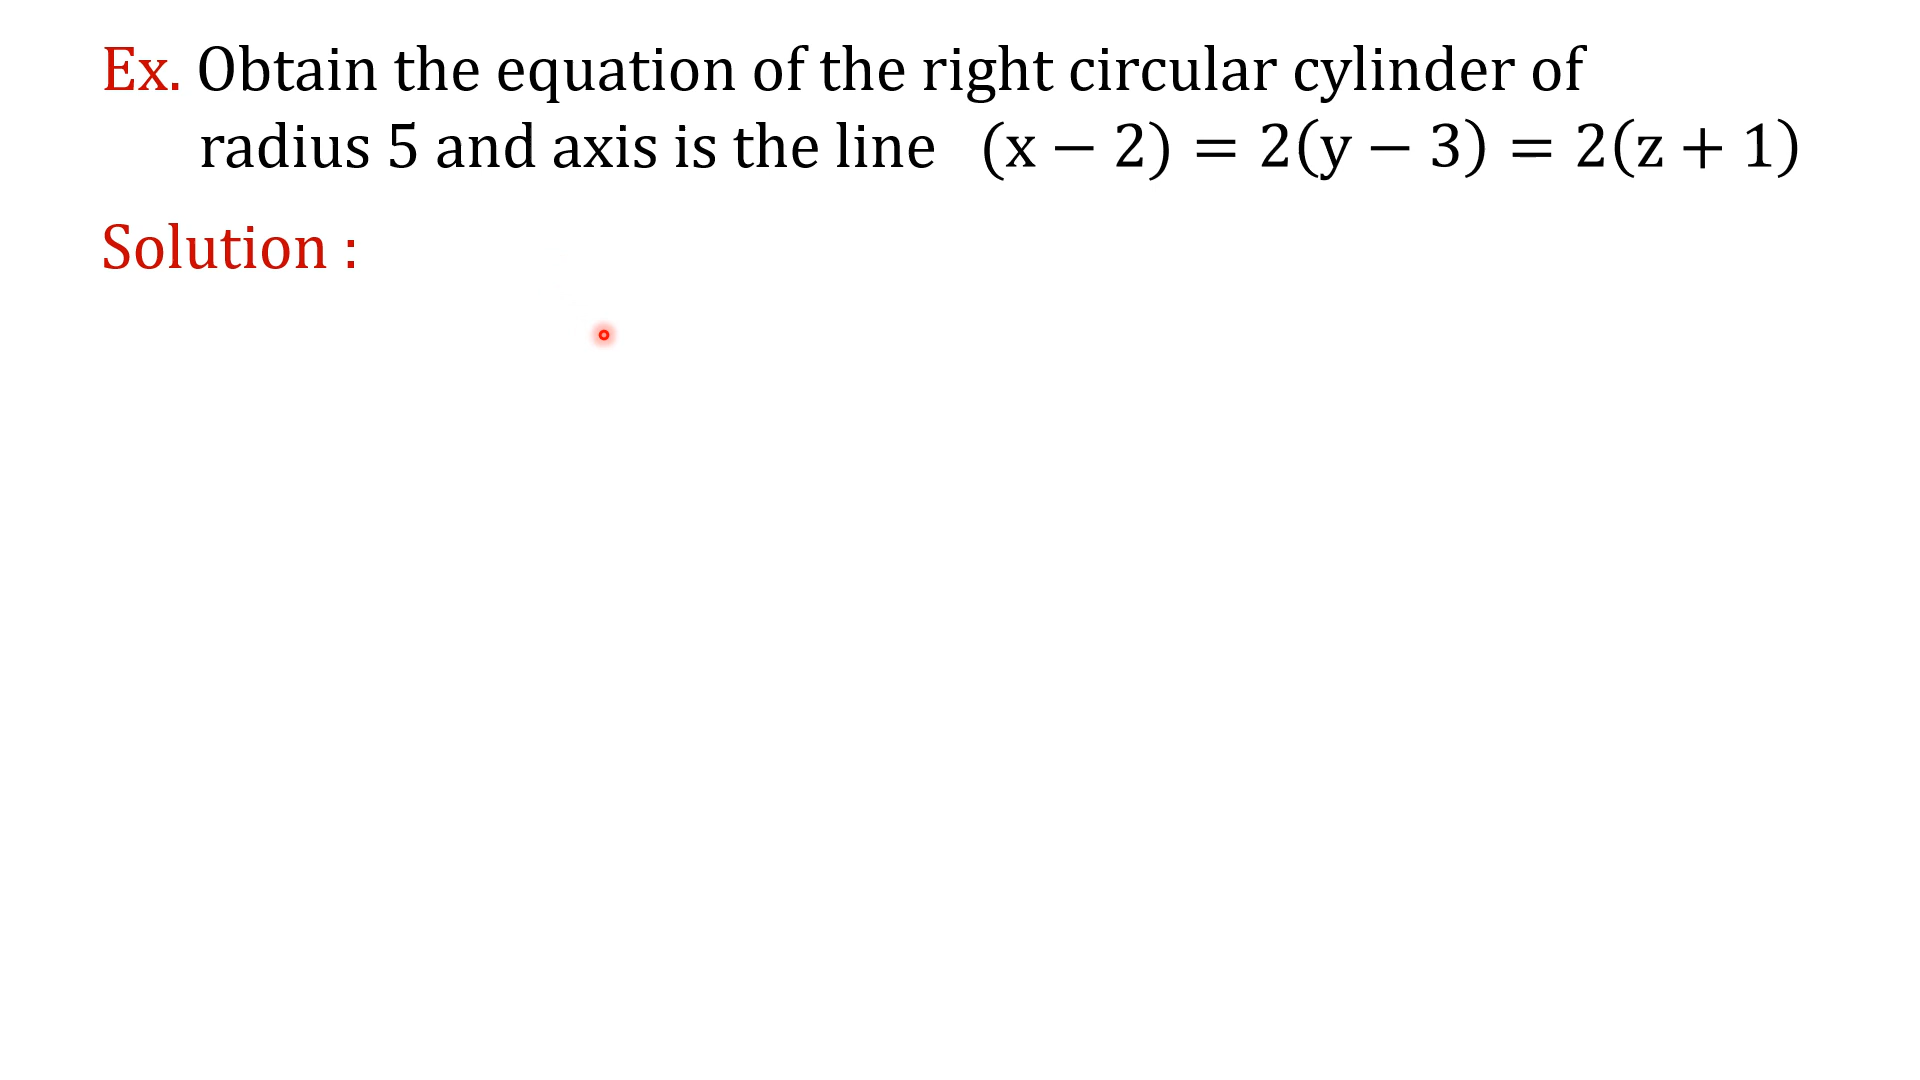 Ex. Obtain the equation of the right circular cylinder of
radius 5 and axis is the line (x − 2) = 2(y − 3) = 2(z + 1)
Solution :